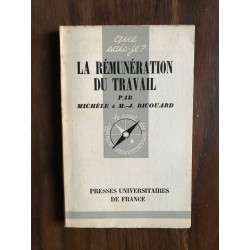 que
sais-je?
LA RÉMUNÉRATION
DU TRAVAIL
PAR
MICHÈLE & M.-J. RICOUARD
PRESSES UNIVERSITAIRES
DE FRANCE